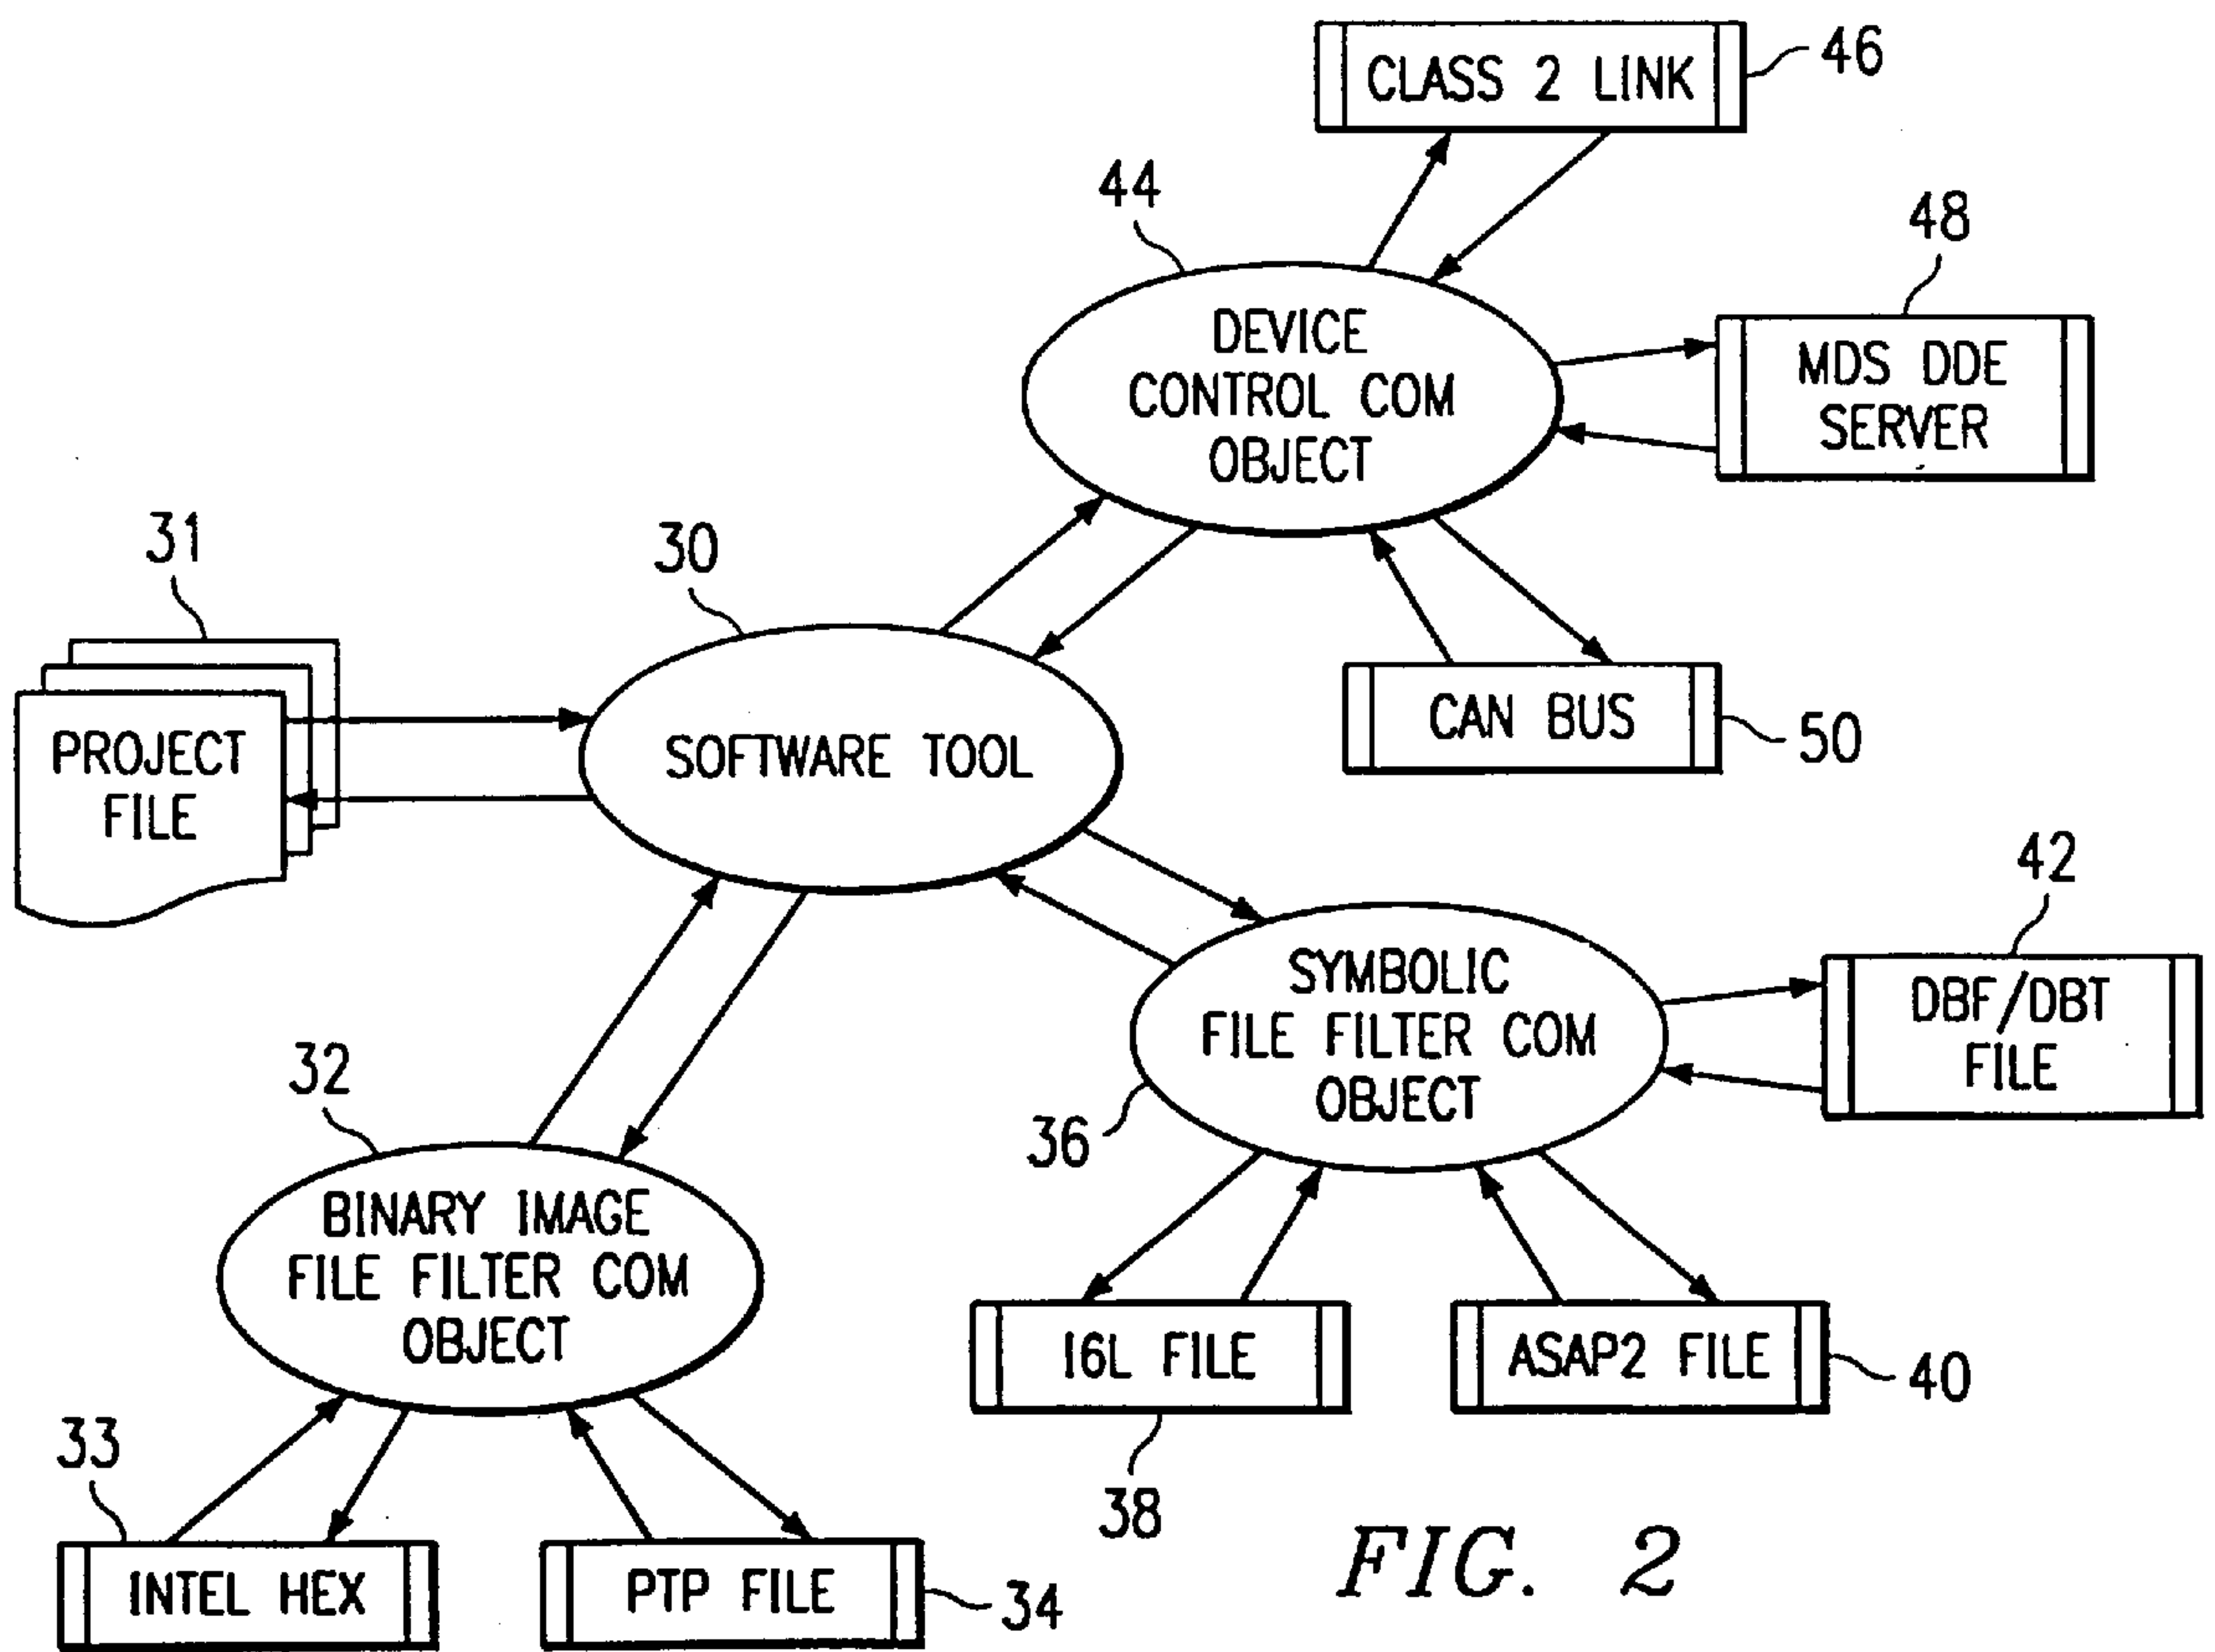 CLASS 2 LINK
46
44
48
DEVICE
CONTROL COM
OBJECT
MDS DDE
SERVER
31
30
PROJECT
FILE
SOFTWARE TOOL
CAN BUS
50
42
SYMBOLIC
FILE FILTER COM
OBJECT
DBF/DBT
FILE
32
36
BINARY IMAGE
FILE FILTER COM
OBJECT
I6L FILE
ASAP2 FILE
40
33
38
INTEL HEX
PTP FILE
34
FIG. 2